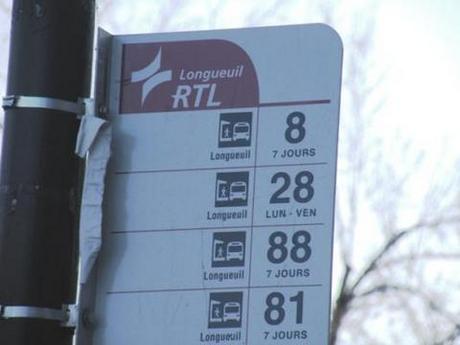 Longueuil
RTL
Longueuil 8
7 JOURS
Longueuil 28
LUN - VEN
Longueuil 88
7 JOURS
Longueuil 81
7 JOURS